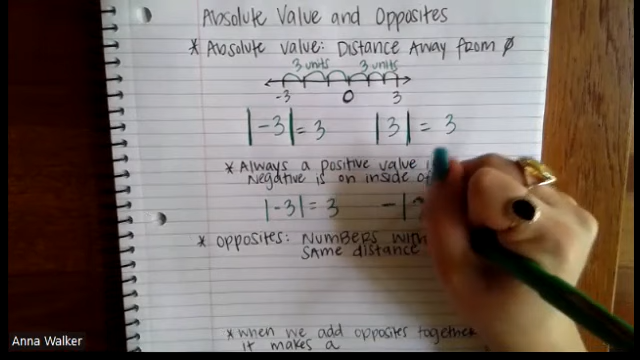 Absolute Value and Opposites
* Absolute Value: Distance Away from 0
3 units 3 units
-3 0 3
|-3| = 3 |3| = 3
* Always a positive value
Negative is on inside of
|-3| = 3 -|
* Opposites: Numbers with
same distance
* when we add opposites together
it makes a
Anna Walker